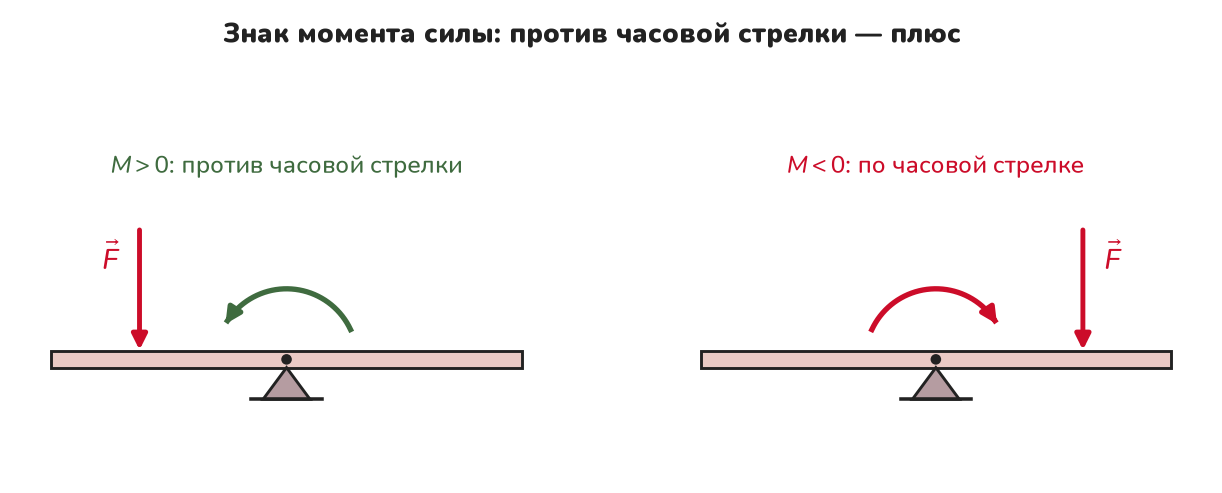 Знак момента силы: против часовой стрелки — плюс
M > 0: против часовой стрелки
M < 0: по часовой стрелке
F⃗
F⃗